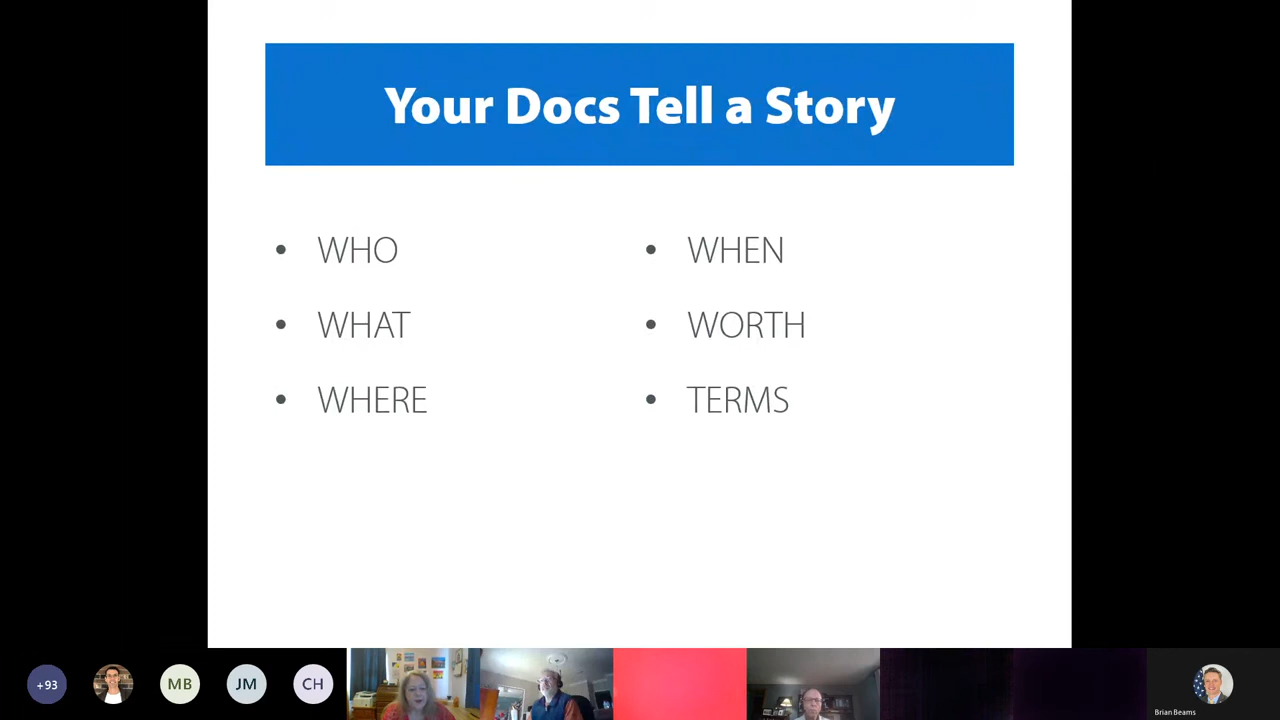 Your Docs Tell a Story
• WHO
• WHAT
• WHERE
• WHEN
• WORTH
• TERMS
+93
MB
JM
CH
Brian Beams